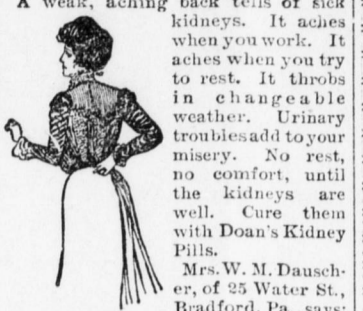 A weak, aching back tells of sick
kidneys. It aches
when you work. It
aches when you try
to rest. It throbs
in changeable
weather. Urinary
troubles add to your
misery. No rest,
no comfort, until
the kidneys are
well. Cure them
with Doan's Kidney
Pills.
Mrs. W. M. Dausch-
er, of 25 Water St.,
Bradford, Pa., says: